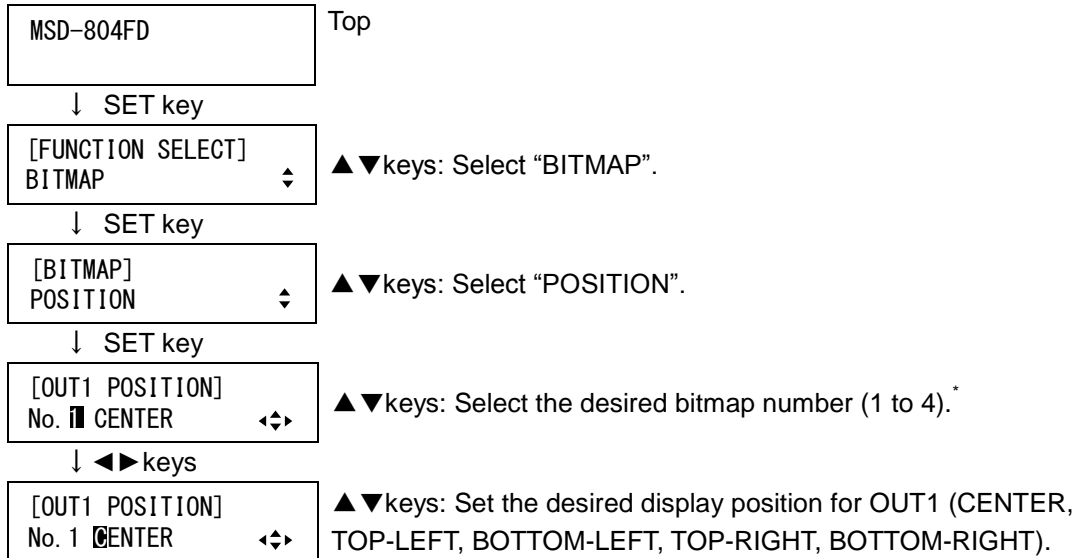 MSD-804FD
Top
↓ SET key
[FUNCTION SELECT]
BITMAP
▲▼keys: Select “BITMAP”.
↓ SET key
[BITMAP]
POSITION
▲▼keys: Select “POSITION”.
↓ SET key
[OUT1 POSITION]
No. 1 CENTER
▲▼keys: Select the desired bitmap number (1 to 4).*
↓ ◀▶keys
[OUT1 POSITION]
No. 1 CENTER
▲▼keys: Set the desired display position for OUT1 (CENTER,
TOP-LEFT, BOTTOM-LEFT, TOP-RIGHT, BOTTOM-RIGHT).